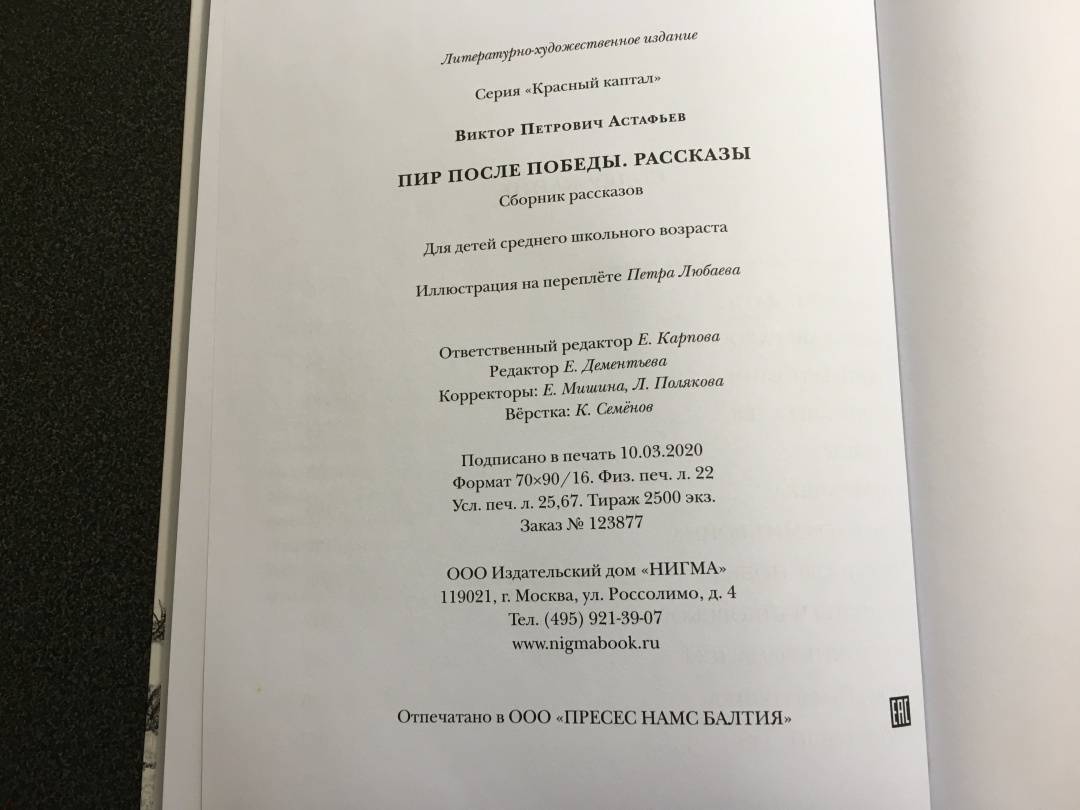 Литературно-художественное издание
Серия «Красный каптал»
Виктор Петрович Астафьев
ПИР ПОСЛЕ ПОБЕДЫ. РАССКАЗЫ
Сборник рассказов
Для детей среднего школьного возраста
Иллюстрация на переплёте Петра Любаева
Ответственный редактор Е. Карпова
Редактор Е. Дементьева
Корректоры: Е. Мишина, Л. Полякова
Вёрстка: К. Семёнов
Подписано в печать 10.03.2020
Формат 70×90/16. Физ. печ. л. 22
Усл. печ. л. 25,67. Тираж 2500 экз.
Заказ № 123877
ООО Издательский дом «НИГМА»
119021, г. Москва, ул. Россолимо, д. 4
Тел. (495) 921-39-07
www.nigmabook.ru
Отпечатано в ООО «ПРЕСЕС НАМС БАЛТИЯ»
EAC